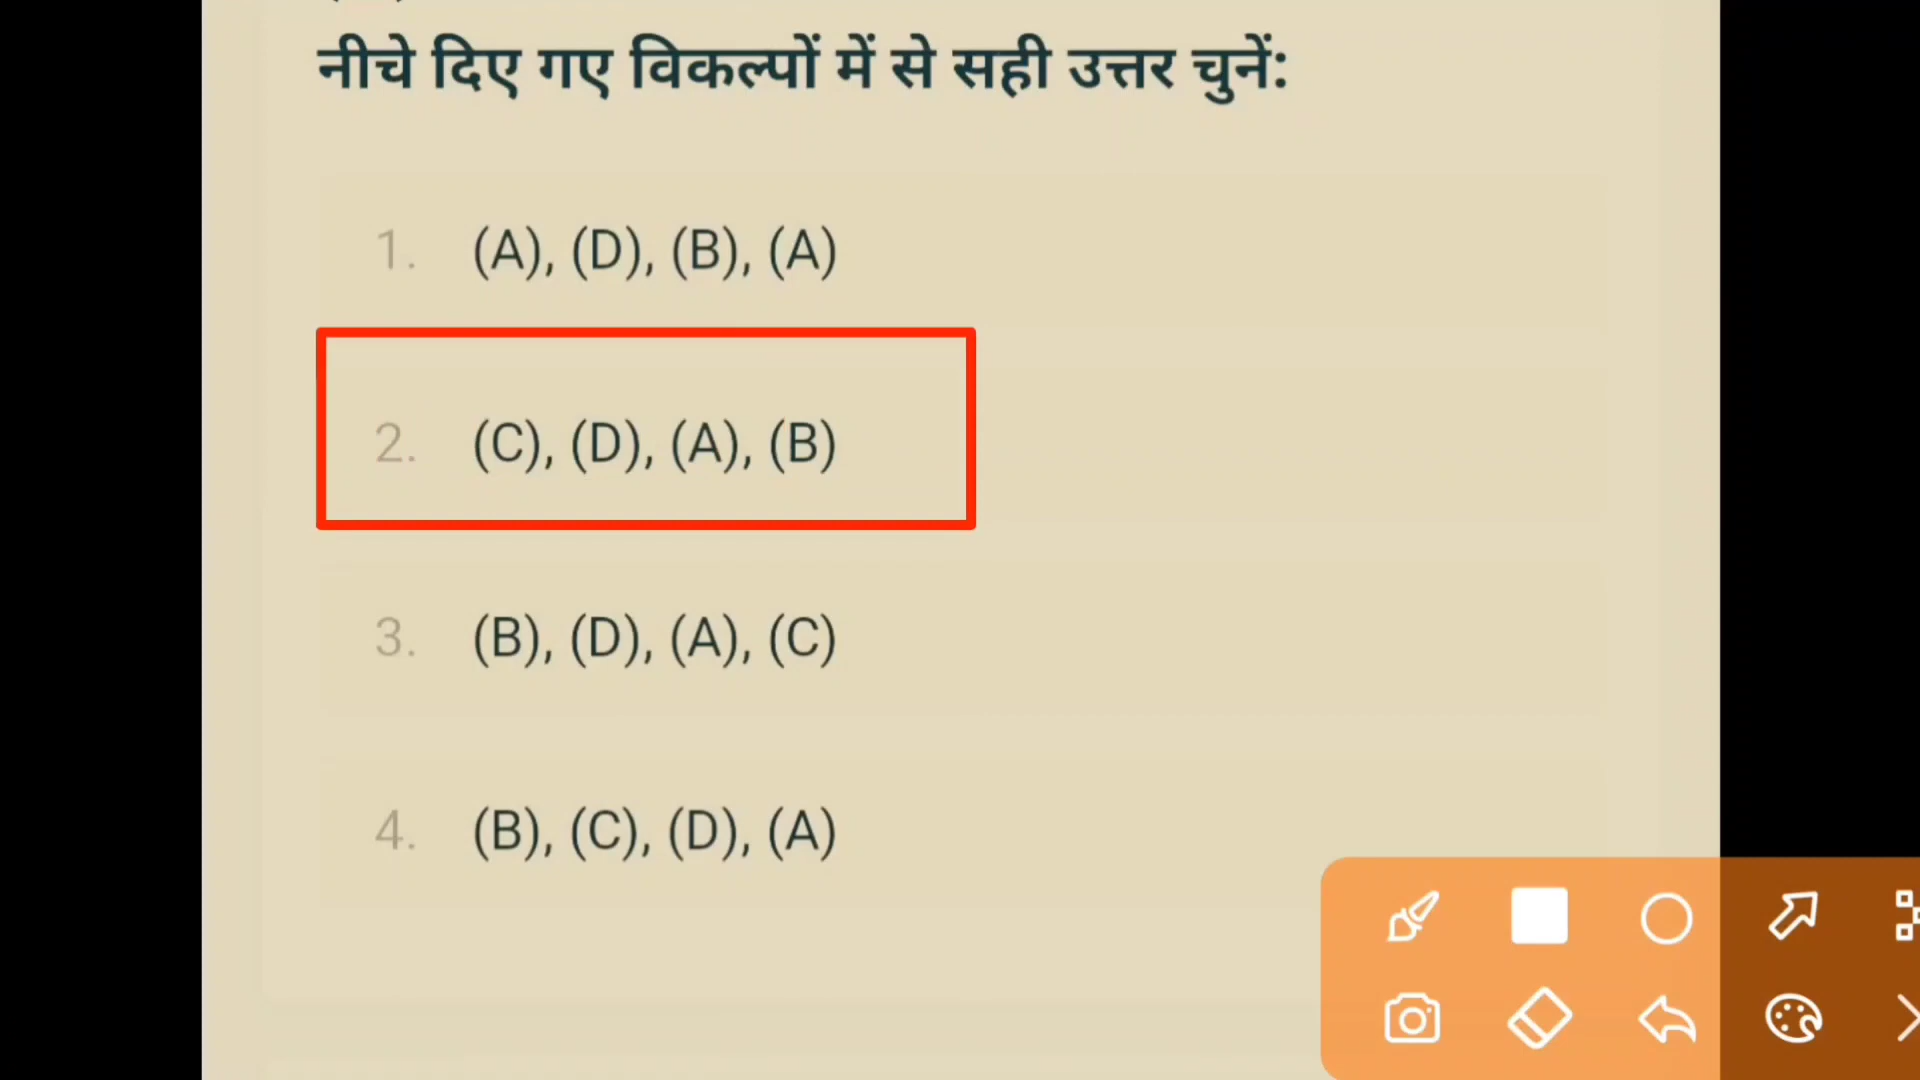 नीचे दिए गए विकल्पों में से सही उत्तर चुनें:
1. (A), (D), (B), (A)
2. (C), (D), (A), (B)
3. (B), (D), (A), (C)
4. (B), (C), (D), (A)